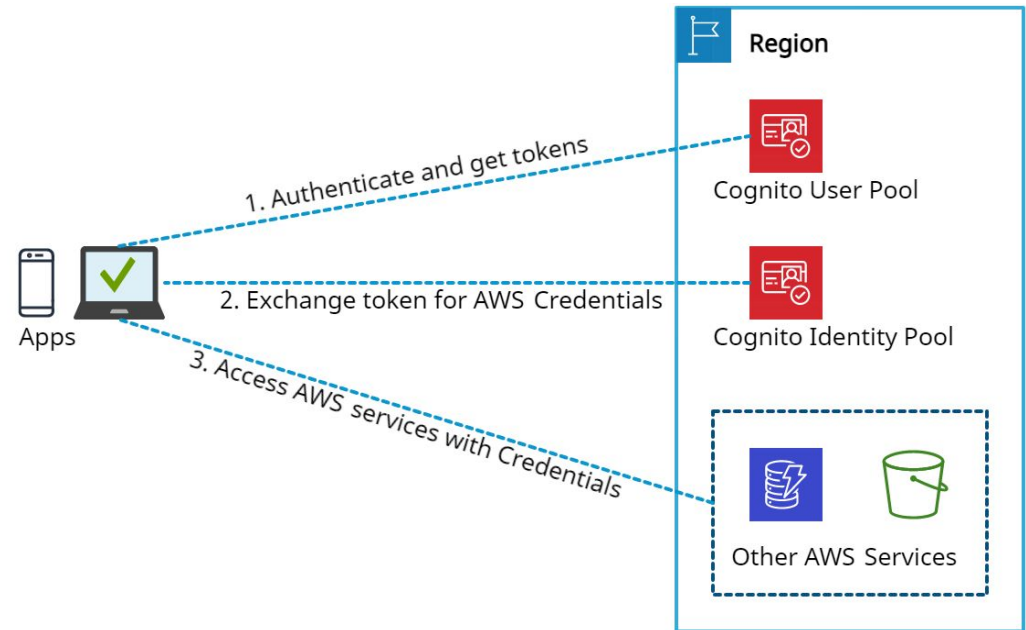 Region
1. Authenticate and get tokens
Cognito User Pool
2. Exchange token for AWS Credentials
Apps
Cognito Identity Pool
3. Access AWS services with Credentials
Other AWS Services